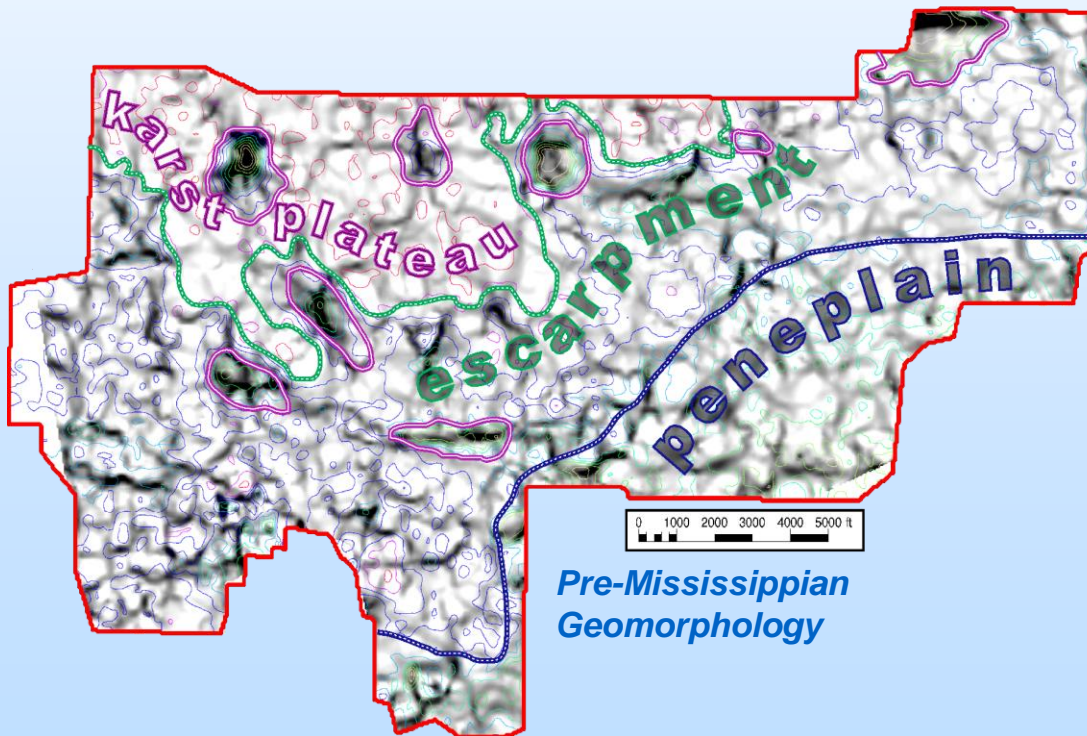 karst plateau
escarpment
peneplain
0 1000 2000 3000 4000 5000 ft
Pre-Mississippian
Geomorphology